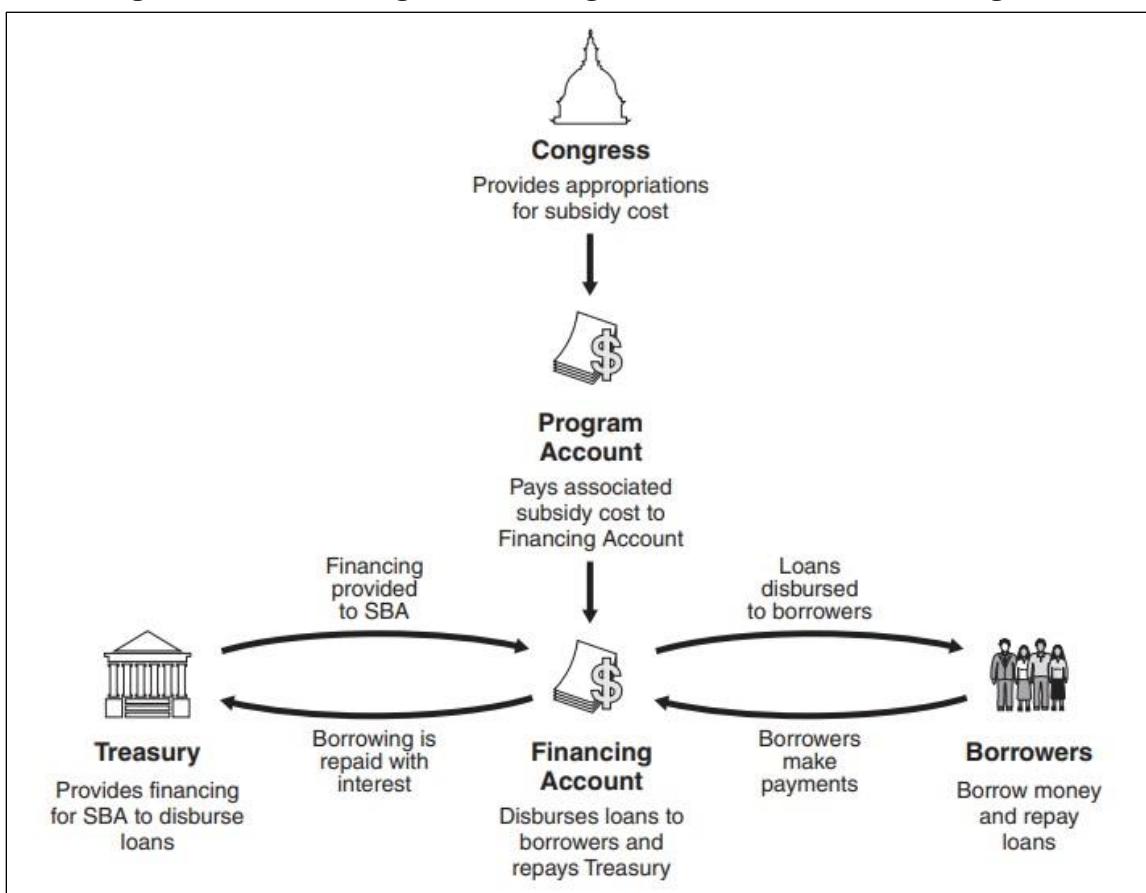 Congress
Provides appropriations
for subsidy cost
Program
Account
Pays associated
subsidy cost to
Financing Account
Financing
provided
to SBA
Loans
disbursed
to borrowers
$
$
Treasury
Provides financing
for SBA to disburse
loans
Borrowing is
repaid with
interest
Financing
Account
Disburses loans to
borrowers and
repays Treasury
Borrowers
make
payments
Borrowers
Borrow money
and repay
loans